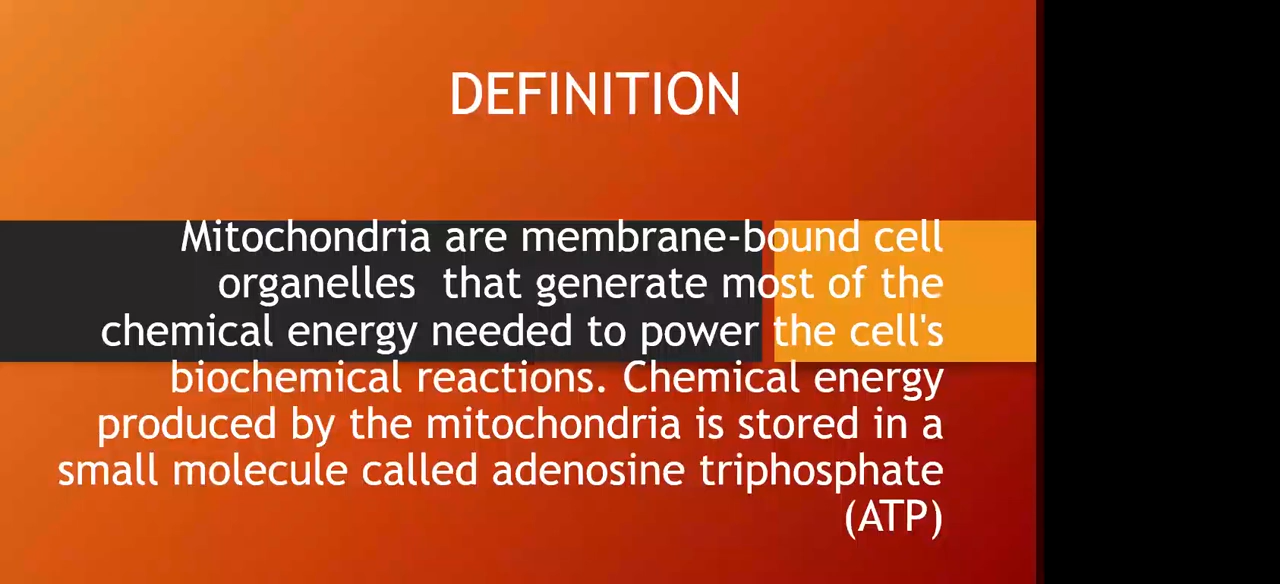 DEFINITION
Mitochondria are membrane-bound cell
organelles  that generate most of the
chemical energy needed to power the cell's
biochemical reactions. Chemical energy
produced by the mitochondria is stored in a
small molecule called adenosine triphosphate
(ATP)